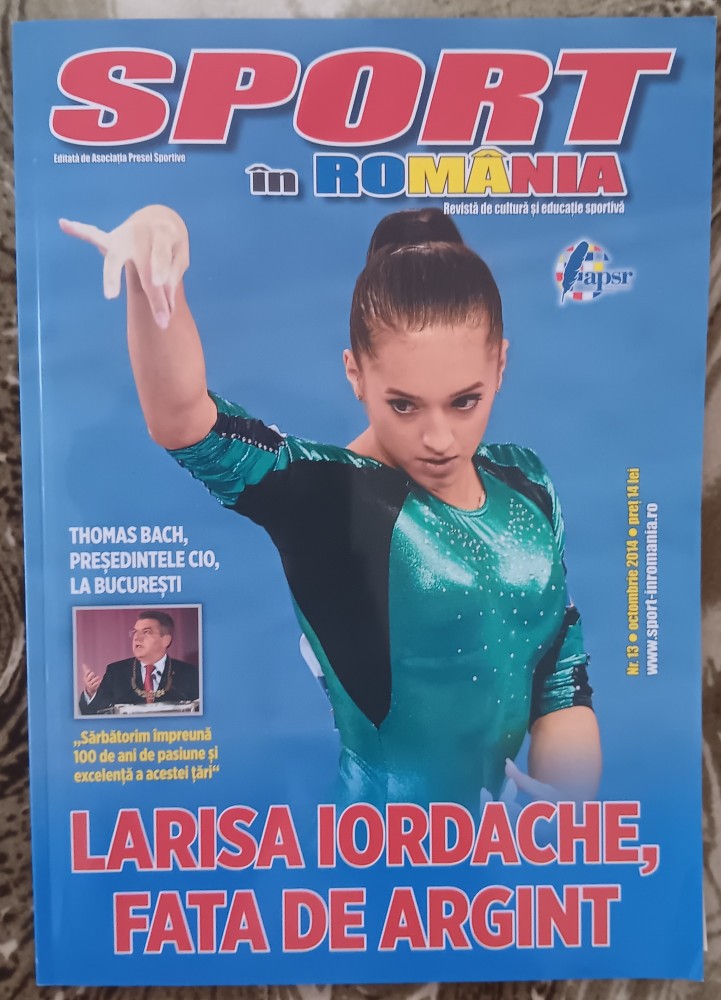 SPORT
Editată de Asociația Presei Sportive
în ROMÂNIA
Revistă de cultură și educație sportivă
apsr
THOMAS BACH,
PREȘEDINTELE CIO,
LA BUCUREȘTI
„Sărbătorim împreună
100 de ani de pasiune și
excelență a acestei țări“
Nr. 13 ● octombrie 2014 ● preț 14 lei
www.sport-inromania.ro
LARISA IORDACHE,
FATA DE ARGINT